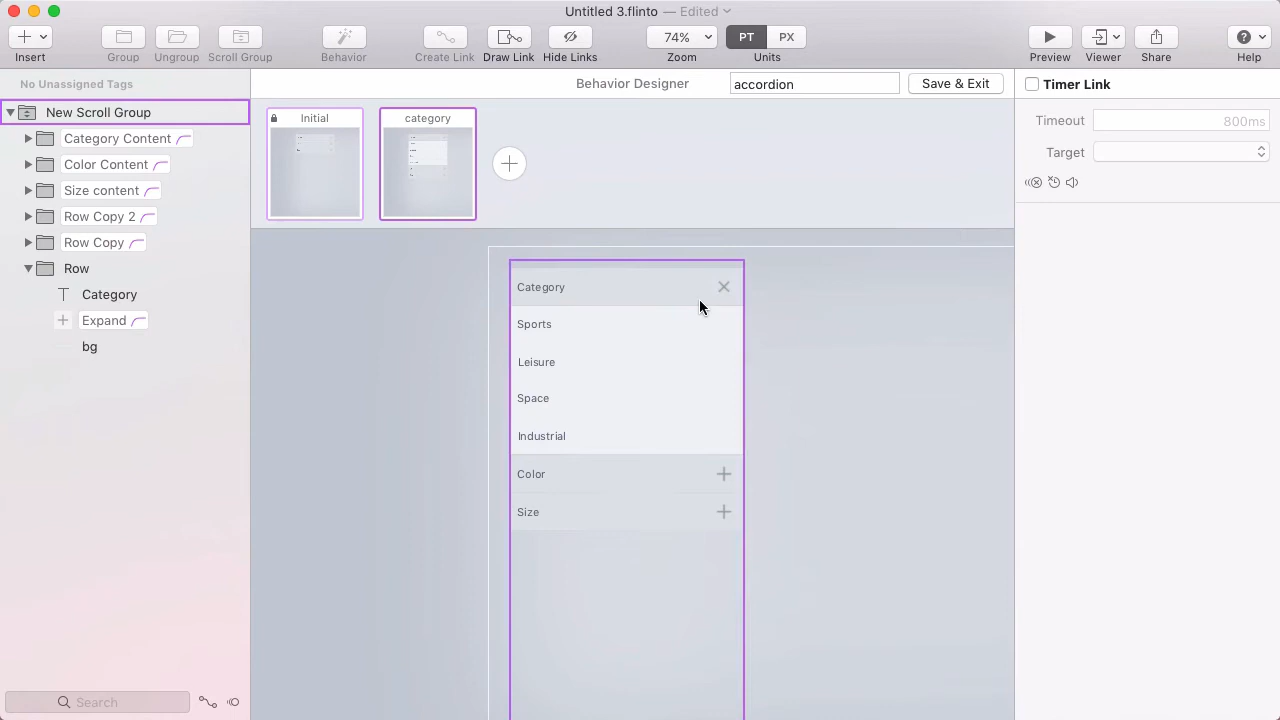 Untitled 3.flinto — Edited
74%
PT
PX
Insert
Group
Ungroup
Scroll Group
Behavior
Create Link
Draw Link
Hide Links
Zoom
Units
Preview
Viewer
Share
Help
No Unassigned Tags
Behavior Designer
accordion
Save & Exit
Timer Link
New Scroll Group
Initial
category
Timeout
800ms
Category Content
Target
Color Content
Size content
Row Copy 2
Row Copy
Row
Category
Expand
bg
Category
Sports
Leisure
Space
Industrial
Color
Size
Search